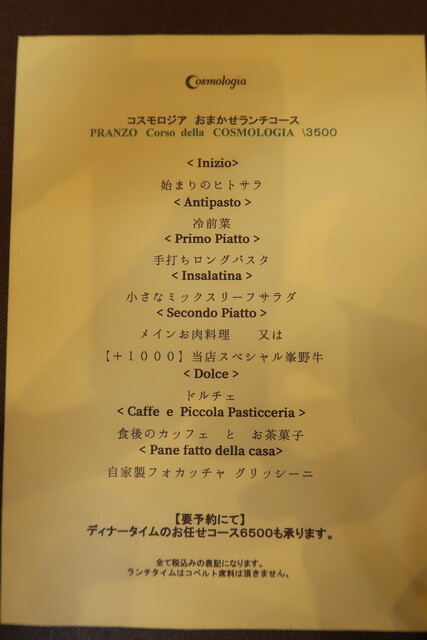 Cosmologia
コスモロジア おまかせランチコース
PRANZO Corso della COSMOLOGIA \3500
< Inizio>
始まりのヒトサラ
< Antipasto >
冷前菜
< Primo Piatto >
手打ちロングパスタ
< Insalatina >
小さなミックスリーフサラダ
< Secondo Piatto >
メインお肉料理 又は
【＋１０００】当店スペシャル峯野牛
< Dolce >
ドルチェ
< Caffe e Piccola Pasticceria >
食後のカッフェ と お茶菓子
< Pane fatto della casa>
自家製フォカッチャ グリッシーニ
【要予約にて】
ディナータイムのお任せコース6500も承ります。
全て税込みの表記になります。
ランチタイムはコペルト席料は頂きません。